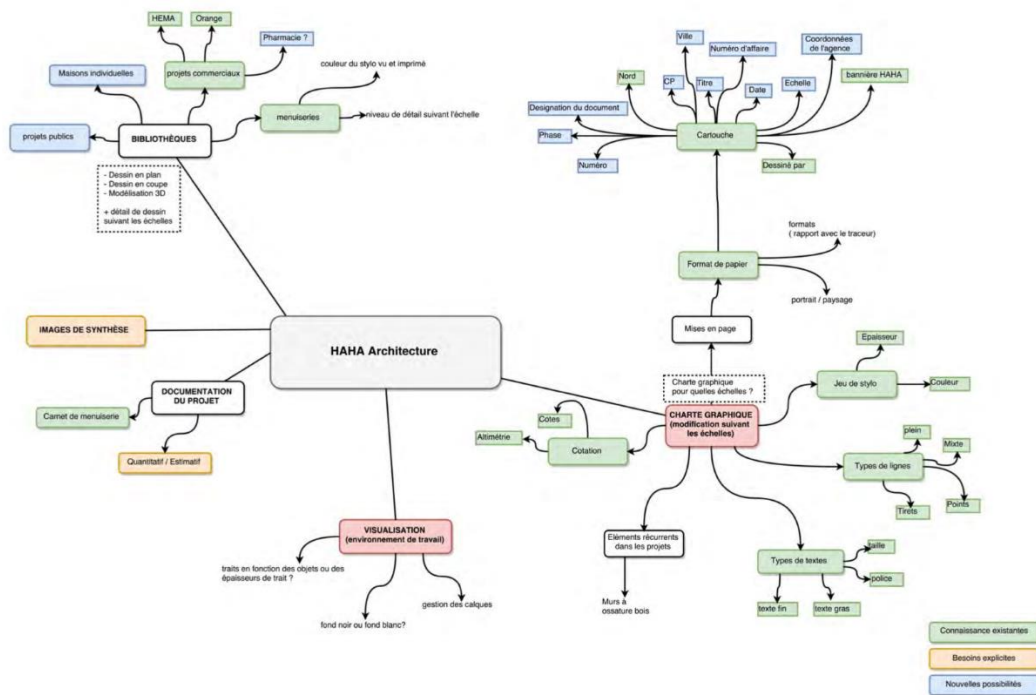 HEMA
Orange
Pharmacie ?
projets commerciaux
Maisons individuelles
couleur du stylo vu et imprimé
menuiseries
niveau de détail suivant l'échelle
projets publics
BIBLIOTHÈQUES
- Dessin en plan
- Dessin en coupe
- Modélisation 3D
+ détail de dessin
suivant les échelles
Ville
Numéro d'affaire
Coordonnées
de l'agence
Nord
CP
Titre
Date
Echelle
bannière HAHA
Designation du document
Phase
Cartouche
Numéro
Dessiné par
formats
( rapport avec le traceur)
Format de papier
portrait / paysage
Mises en page
IMAGES DE SYNTHÈSE
HAHA Architecture
DOCUMENTATION
DU PROJET
Carnet de menuiserie
Quantitatif / Estimatif
Charte graphique
pour quelles échelles ?
CHARTE GRAPHIQUE
(modification suivant
les échelles)
Epaisseur
Jeu de stylo
Couleur
Cotes
Altimétrie
Cotation
plein
Mixte
Types de lignes
Tirets
Points
VISUALISATION
(environnement de travail)
traits en fonction des objets ou des
épaisseurs de trait ?
gestion des calques
fond noir ou fond blanc?
Eléments récurrents
dans les projets
Murs à
ossature bois
Types de textes
taille
police
texte fin
texte gras
Connaissance existantes
Besoins explicites
Nouvelles possibilités